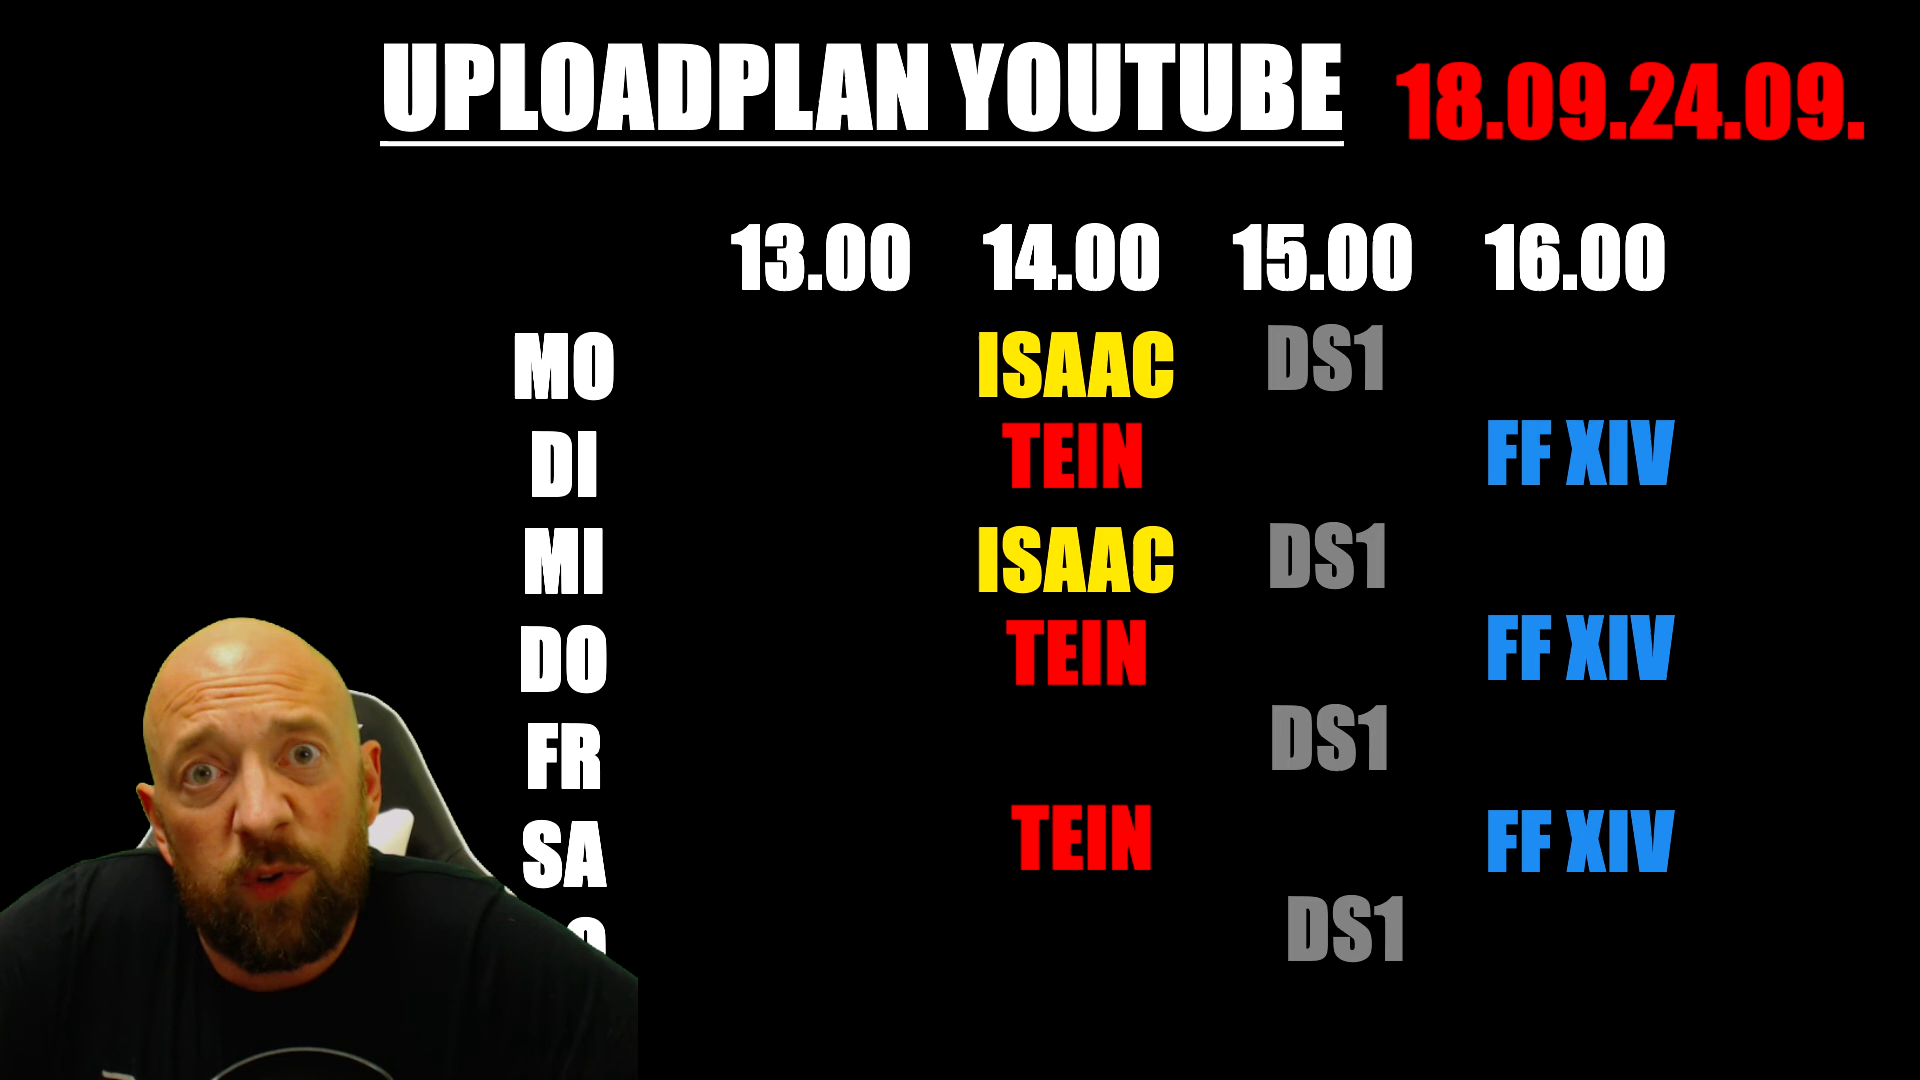 UPLOADPLAN YOUTUBE 18.09.24.09.
13.00 14.00 15.00 16.00
MO ISAAC DS1
DI TEIN FF XIV
MI ISAAC DS1
DO TEIN FF XIV
FR DS1
SA TEIN FF XIV
DS1